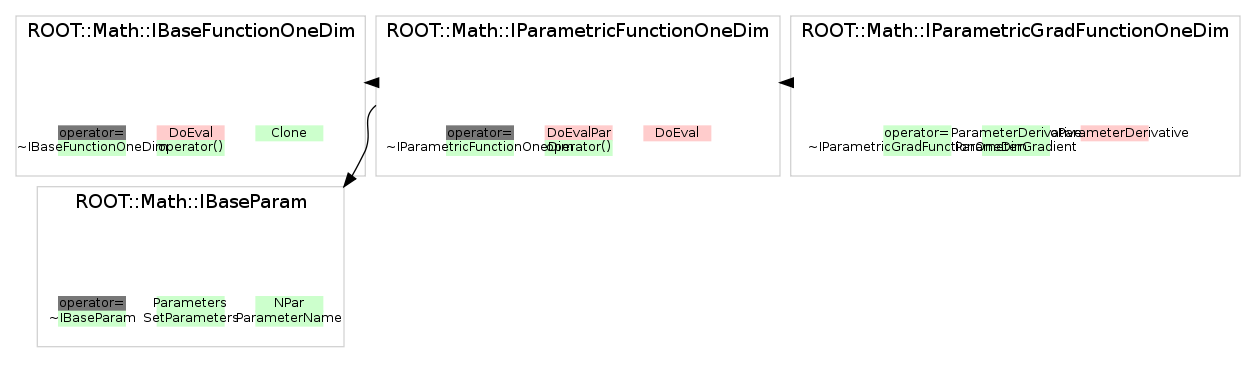 ROOT::Math::IBaseFunctionOneDim
operator= DoEval Clone
~IBaseFunctionOneDim operator()
ROOT::Math::IParametricFunctionOneDim
operator= DoEvalPar DoEval
~IParametricFunctionOneDim operator()
ROOT::Math::IParametricGradFunctionOneDim
operator= ParameterDerivative DoParameterDerivative
~IParametricGradFunctionOneDim ParameterGradient
ROOT::Math::IBaseParam
operator= Parameters NPar
~IBaseParam SetParameters ParameterName